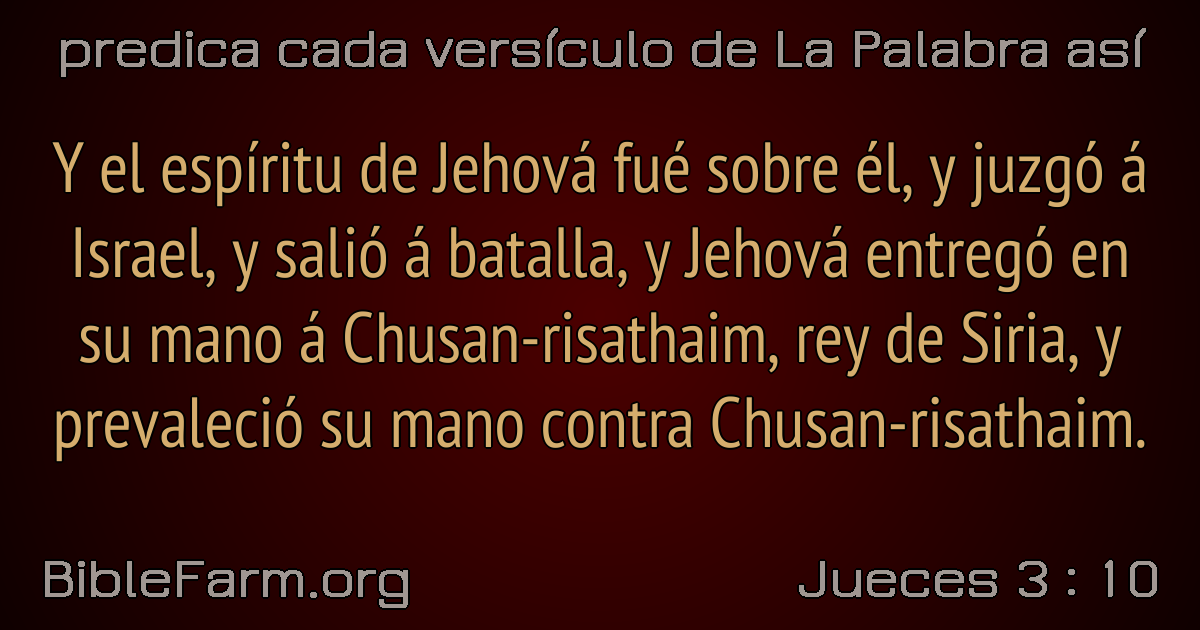 predica cada versículo de La Palabra así
Y el espíritu de Jehová fué sobre él, y juzgó á
Israel, y salió á batalla, y Jehová entregó en
su mano á Chusan-risathaim, rey de Siria, y
prevaleció su mano contra Chusan-risathaim.
BibleFarm.org
Jueces 3 : 10